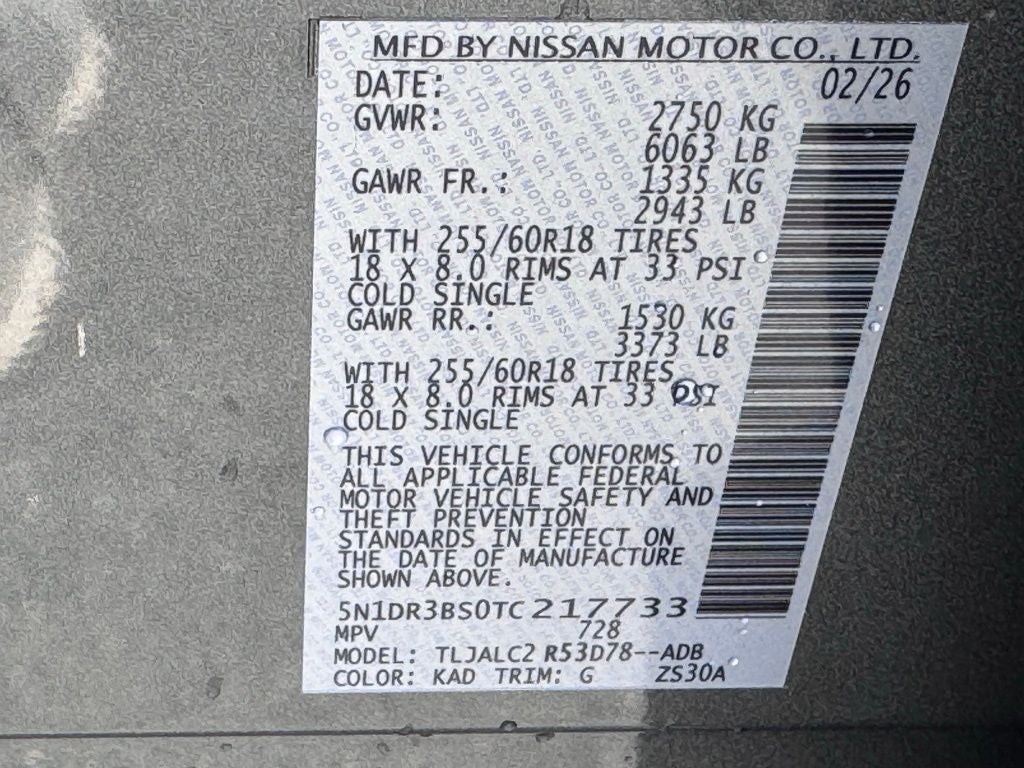 MFD BY NISSAN MOTOR CO., LTD.
DATE: 02/26
GVWR: 2750 KG
6063 LB
GAWR FR.: 1335 KG
2943 LB
WITH 255/60R18 TIRES
18 X 8.0 RIMS AT 33 PSI
COLD SINGLE
GAWR RR.: 1530 KG
3373 LB
WITH 255/60R18 TIRES
18 X 8.0 RIMS AT 33 PSI
COLD SINGLE
THIS VEHICLE CONFORMS TO
ALL APPLICABLE FEDERAL
MOTOR VEHICLE SAFETY AND
THEFT PREVENTION
STANDARDS IN EFFECT ON
THE DATE OF MANUFACTURE
SHOWN ABOVE.
5N1DR3BS0TC217733
MPV 728
MODEL: TLJALC2 R53D78--ADB
COLOR: KAD TRIM: G ZS30A